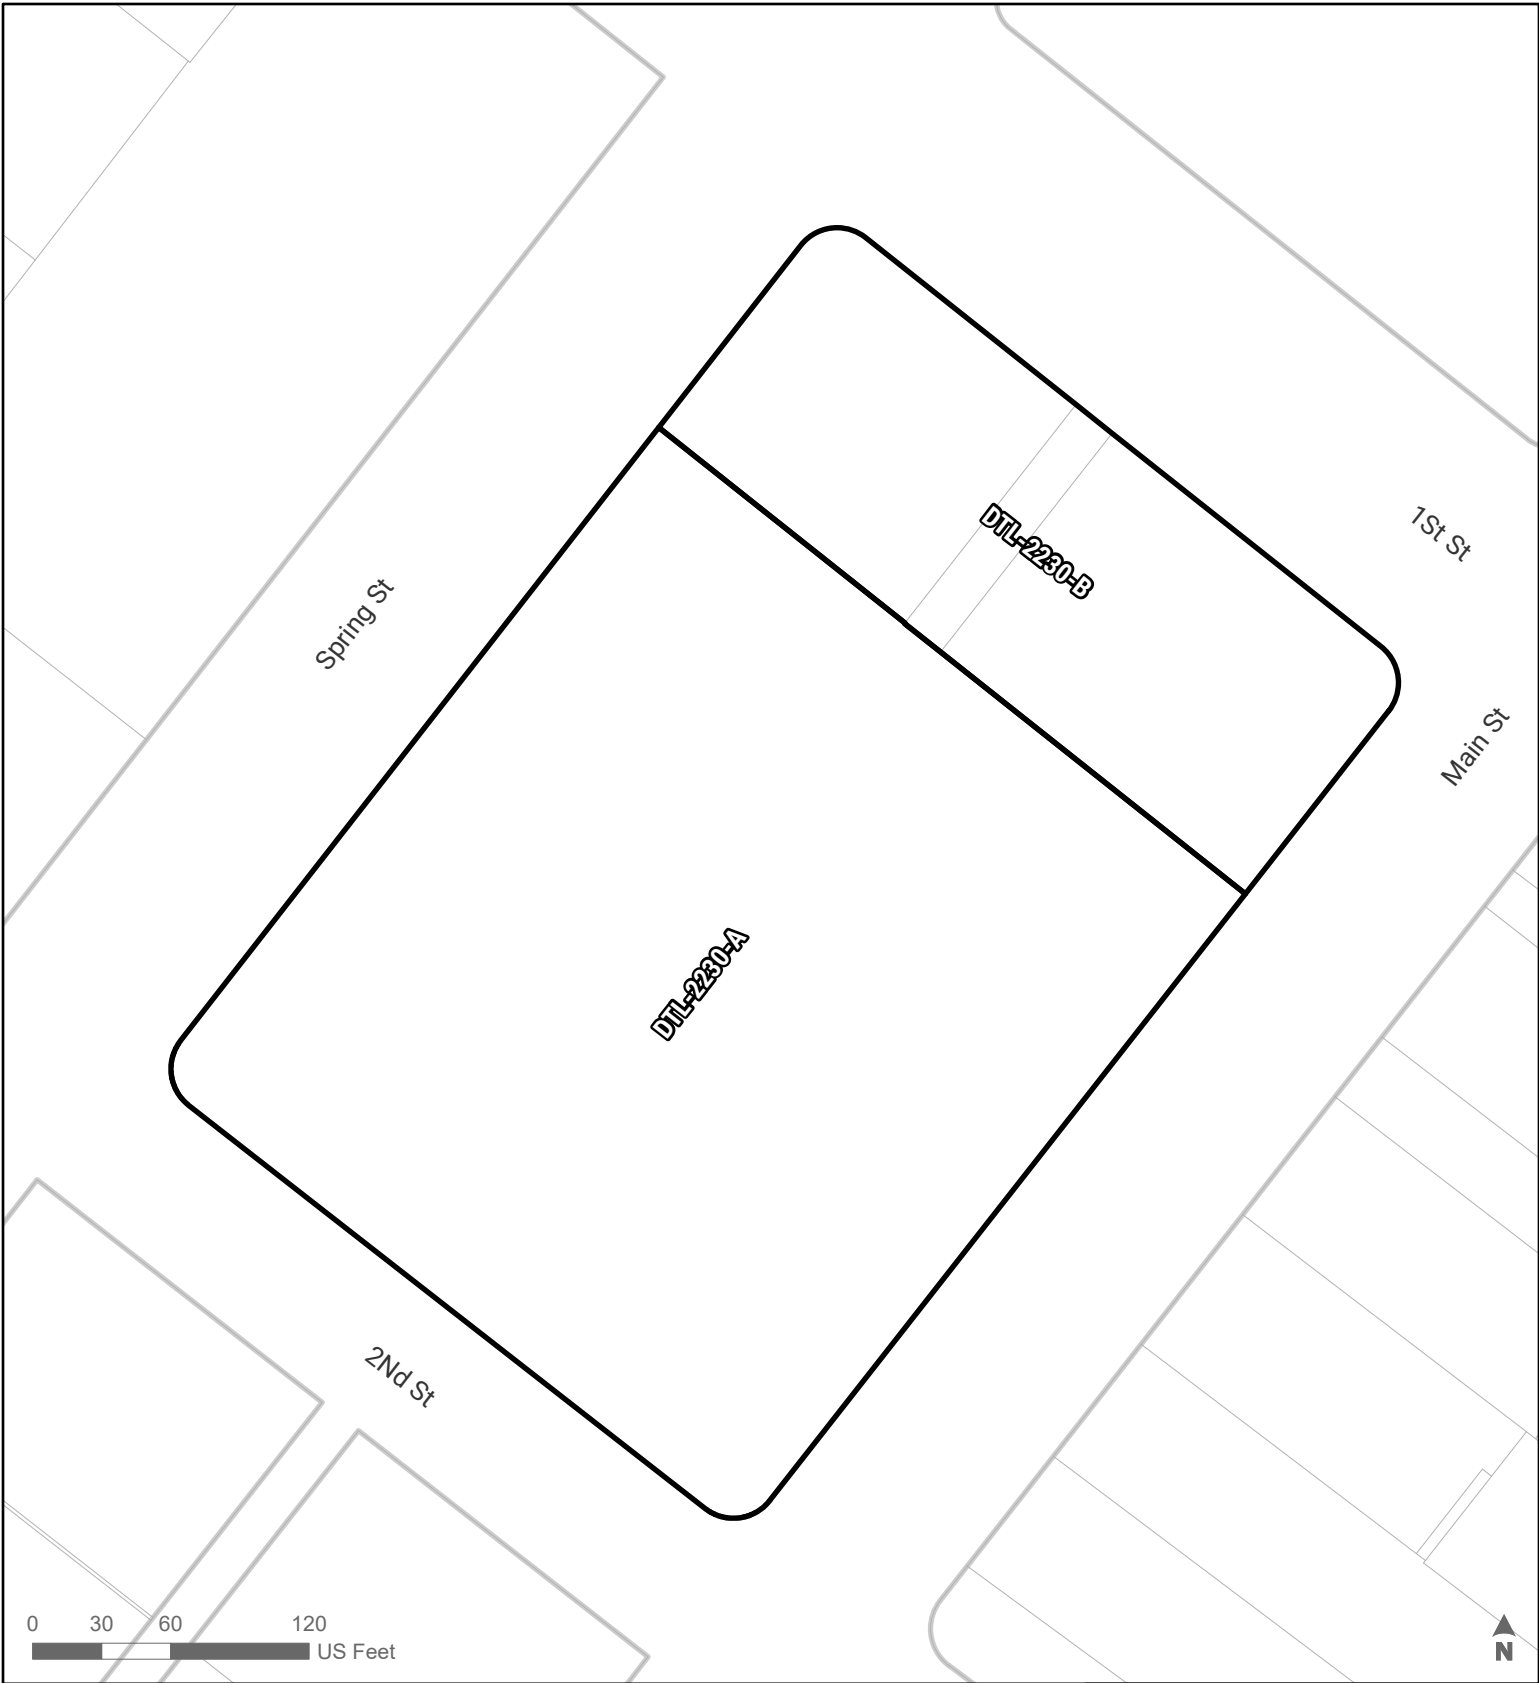 1St St
DTL-2230-B
Spring St
Main St
DTL-2230-A
2Nd St
0 30 60 120
US Feet
N